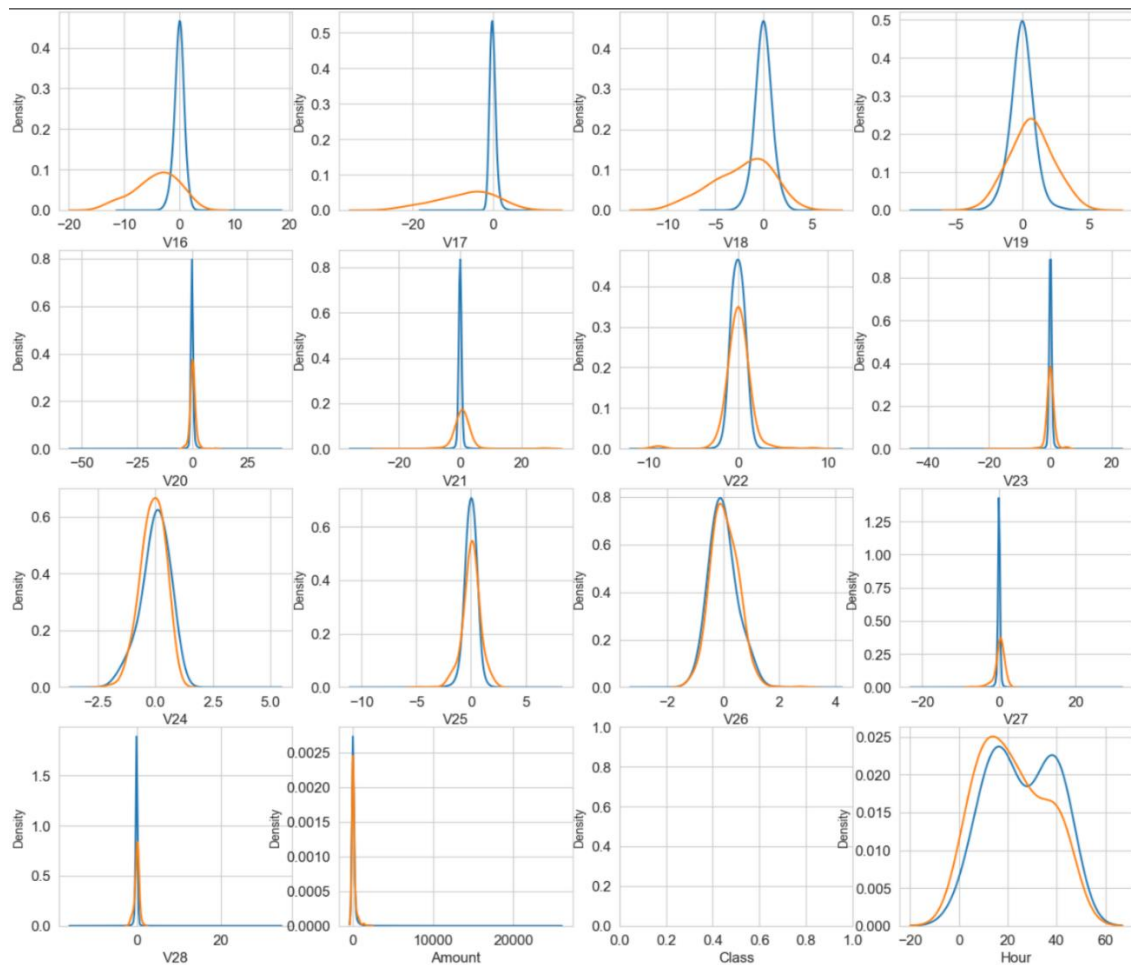 0.4
0.3
0.2
0.1
0.0
Density
−20 −10 0 10 20
V16
0.5
0.4
0.3
0.2
0.1
0.0
Density
−20 0
V17
0.4
0.3
0.2
0.1
0.0
Density
−10 −5 0 5
V18
0.5
0.4
0.3
0.2
0.1
0.0
Density
−5 0 5
V19
0.8
0.6
0.4
0.2
0.0
Density
−50 −25 0 25
V20
0.8
0.6
0.4
0.2
0.0
Density
−20 0 20
V21
0.4
0.3
0.2
0.1
0.0
Density
−10 0 10
V22
0.8
0.6
0.4
0.2
0.0
Density
−40 −20 0 20
V23
0.6
0.4
0.2
0.0
Density
−2.5 0.0 2.5 5.0
V24
0.6
0.4
0.2
0.0
Density
−10 −5 0 5
V25
0.8
0.6
0.4
0.2
0.0
Density
−2 0 2 4
V26
1.25
1.00
0.75
0.50
0.25
0.00
Density
−20 0 20
V27
1.5
1.0
0.5
0.0
Density
0 20
V28
0.0025
0.0020
0.0015
0.0010
0.0005
0.0000
Density
0 10000 20000
Amount
1.0
0.8
0.6
0.4
0.2
0.0
Density
0.0 0.2 0.4 0.6 0.8 1.0
Class
0.025
0.020
0.015
0.010
0.005
0.000
Density
−20 0 20 40 60
Hour